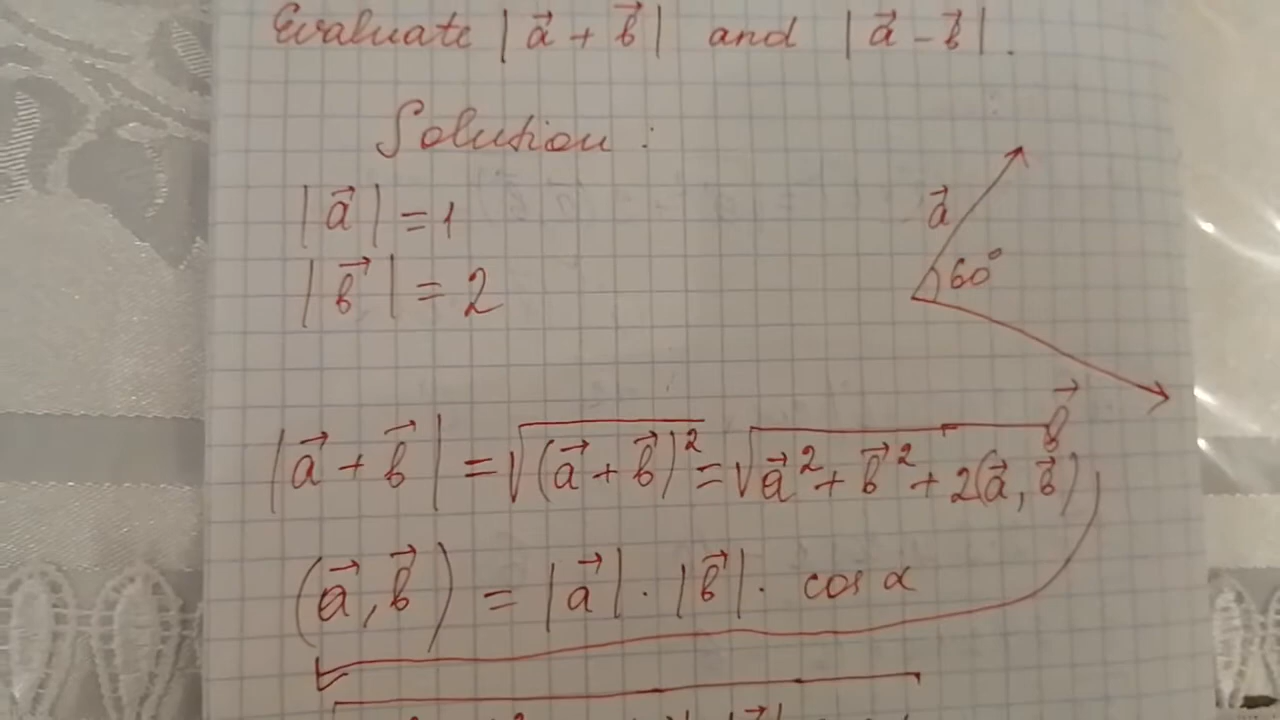 Evaluate |a⃗ + b⃗| and |a⃗ - b⃗|.
Solution:
|a⃗| = 1
|b⃗| = 2
a⃗
60°
b⃗
|a⃗ + b⃗| = √(a⃗ + b⃗)² = √a⃗² + b⃗² + 2(a⃗, b⃗)
(a⃗, b⃗) = |a⃗| · |b⃗| · cos α